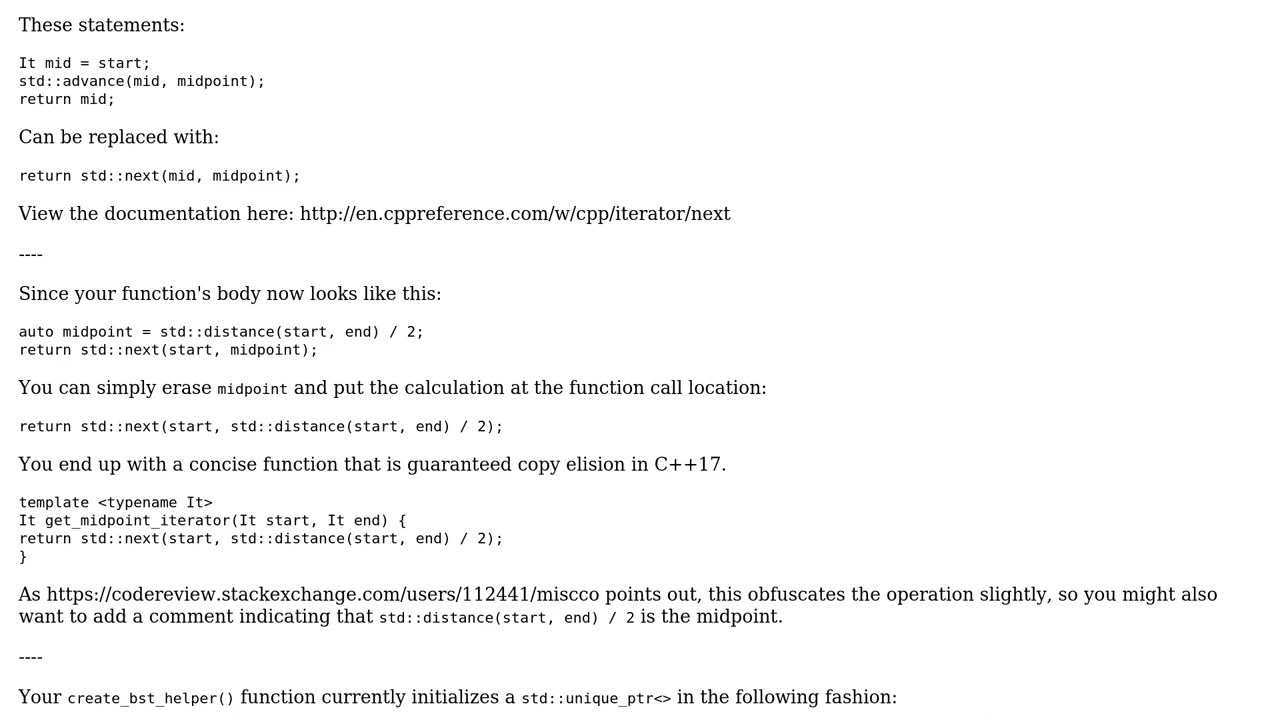 These statements:
It mid = start;
std::advance(mid, midpoint);
return mid;
Can be replaced with:
return std::next(mid, midpoint);
View the documentation here: http://en.cppreference.com/w/cpp/iterator/next
----
Since your function's body now looks like this:
auto midpoint = std::distance(start, end) / 2;
return std::next(start, midpoint);
You can simply erase midpoint and put the calculation at the function call location:
return std::next(start, std::distance(start, end) / 2);
You end up with a concise function that is guaranteed copy elision in C++17.
template <typename It>
It get_midpoint_iterator(It start, It end) {
return std::next(start, std::distance(start, end) / 2);
}
As https://codereview.stackexchange.com/users/112441/miscco points out, this obfuscates the operation slightly, so you might also
want to add a comment indicating that std::distance(start, end) / 2 is the midpoint.
----
Your create_bst_helper() function currently initializes a std::unique_ptr<> in the following fashion: